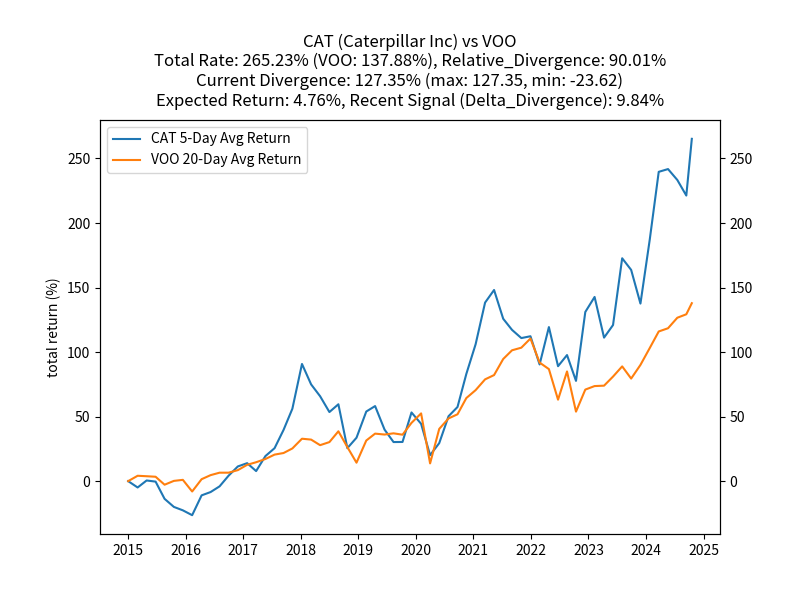 CAT (Caterpillar Inc) vs VOO
Total Rate: 265.23% (VOO: 137.88%), Relative_Divergence: 90.01%
Current Divergence: 127.35% (max: 127.35, min: -23.62)
Expected Return: 4.76%, Recent Signal (Delta_Divergence): 9.84%
CAT 5-Day Avg Return
VOO 20-Day Avg Return
total return (%)
250
200
150
100
50
0
250
200
150
100
50
0
2015 2016 2017 2018 2019 2020 2021 2022 2023 2024 2025